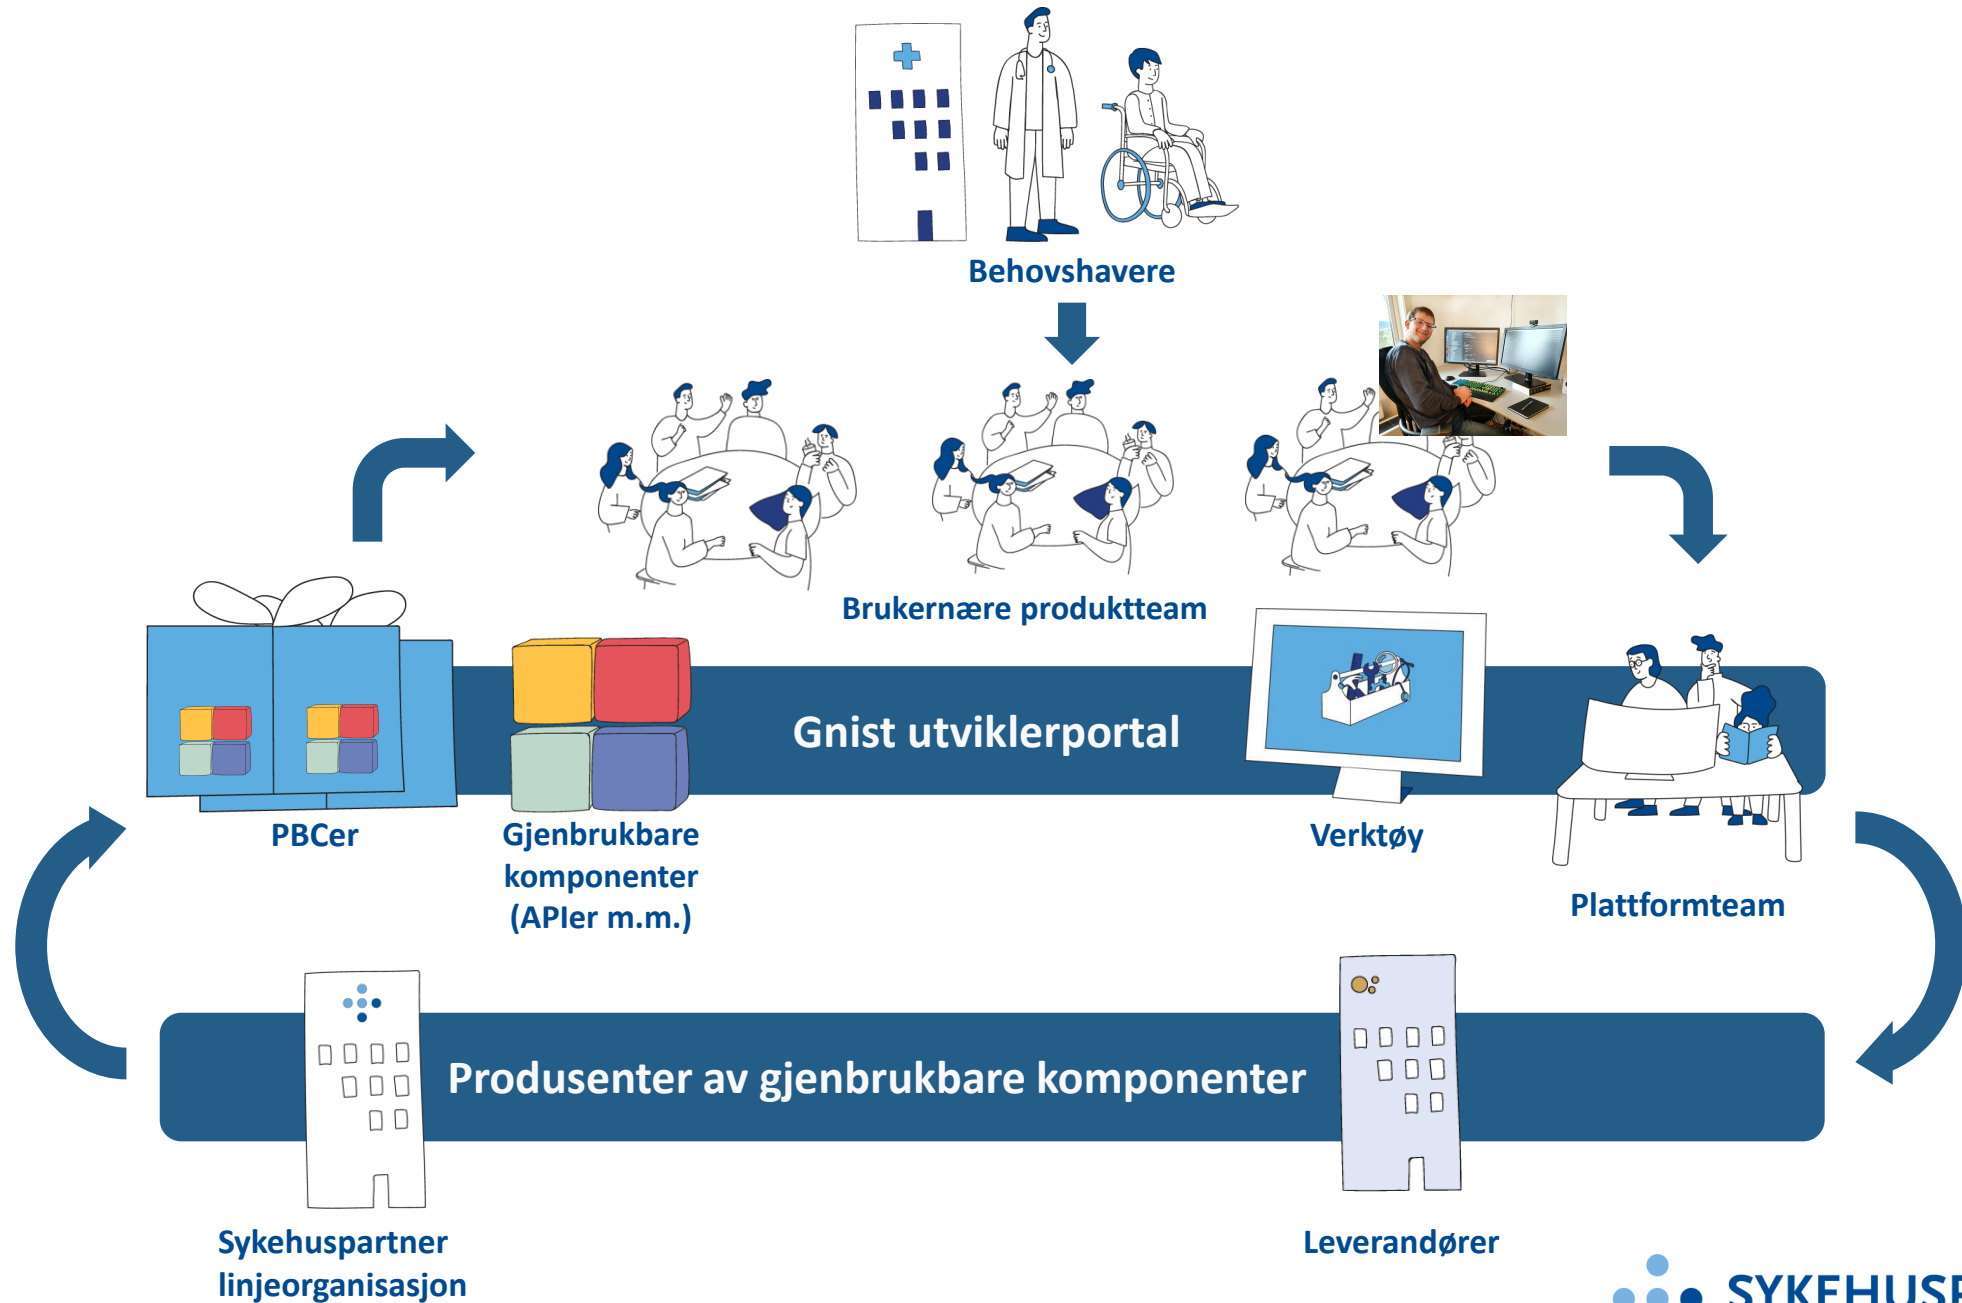 Behovshavere
Brukernære produktteam
Gnist utviklerportal
PBCer
Gjenbrukbare
komponenter
(APIer m.m.)
Verktøy
Plattformteam
Produsenter av gjenbrukbare komponenter
Sykehuspartner
linjeorganisasjon
Leverandører